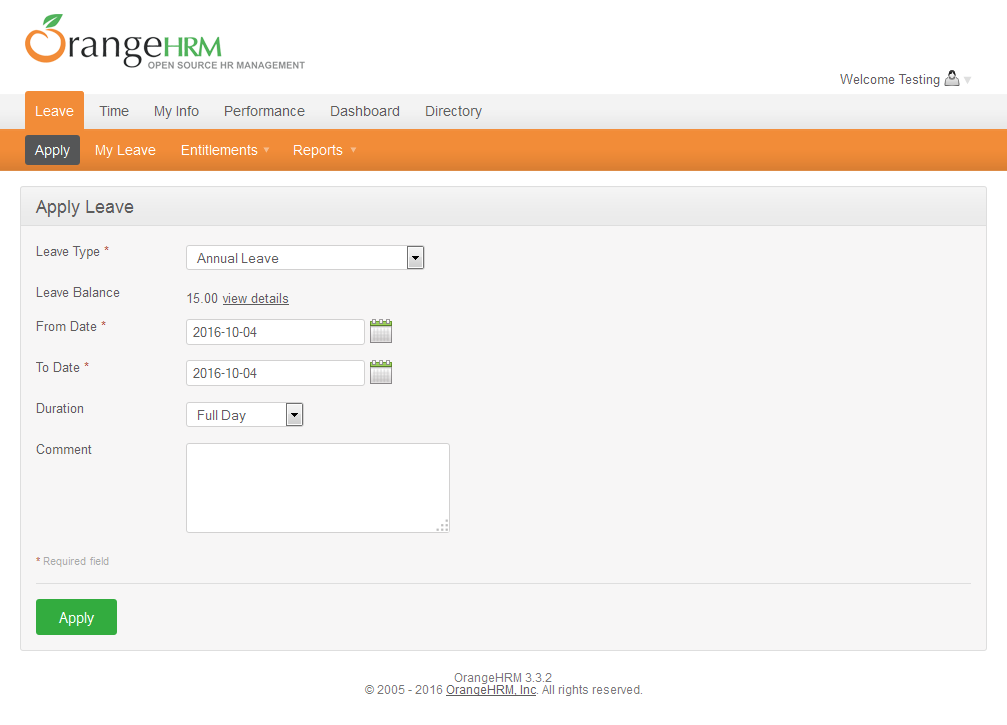 OrangeHRM
OPEN SOURCE HR MANAGEMENT
Welcome Testing
Leave Time My Info Performance Dashboard Directory
Apply My Leave Entitlements Reports
Apply Leave
Leave Type * Annual Leave
Leave Balance 15.00 view details
From Date * 2016-10-04
To Date * 2016-10-04
Duration Full Day
Comment
* Required field
Apply
OrangeHRM 3.3.2
© 2005 - 2016 OrangeHRM, Inc. All rights reserved.